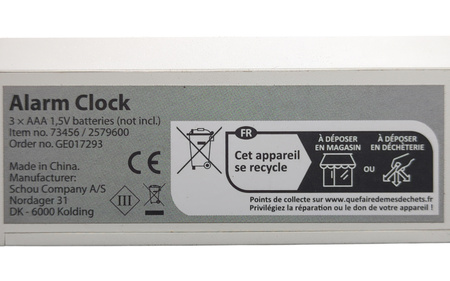 Alarm Clock
3 × AAA 1,5V batteries (not incl.)
Item no. 73456 / 2579600
Order no. GE017293
Made in China.
Manufacturer:
Schou Company A/S
Nordager 31
DK - 6000 Kolding
CE
III
FR
Cet appareil
se recycle
À DÉPOSER
EN MAGASIN
OU
À DÉPOSER
EN DÉCHÈTERIE
Points de collecte sur www.quefairedemesdechets.fr
Privilégiez la réparation ou le don de votre appareil !